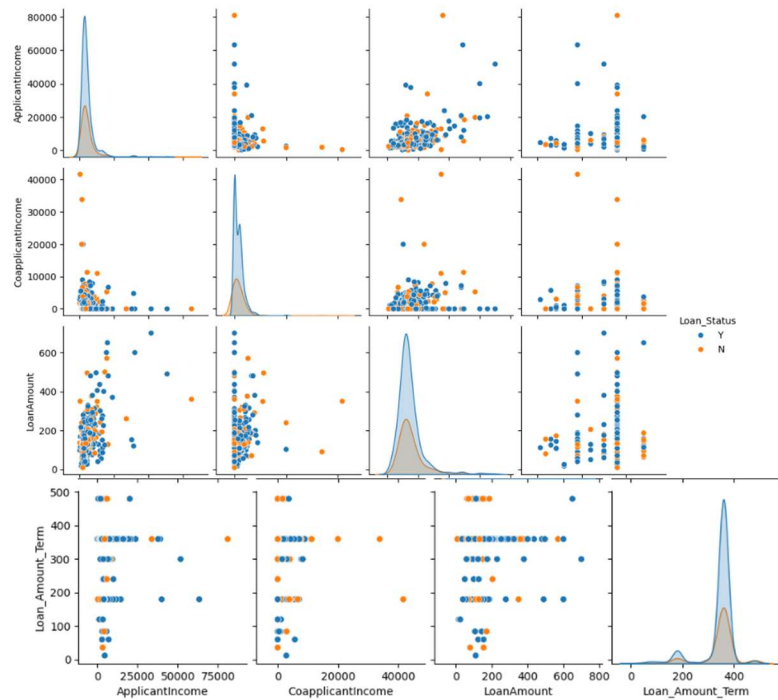 80000
60000
40000
20000
0
ApplicantIncome
40000
30000
20000
10000
0
CoapplicantIncome
Loan_Status
Y
N
600
400
200
0
LoanAmount
500
400
300
200
100
0
Loan_Amount_Term
0 25000 50000 75000
0 20000 40000
0 200 400 600 800
0 200 400
ApplicantIncome
CoapplicantIncome
LoanAmount
Loan_Amount_Term